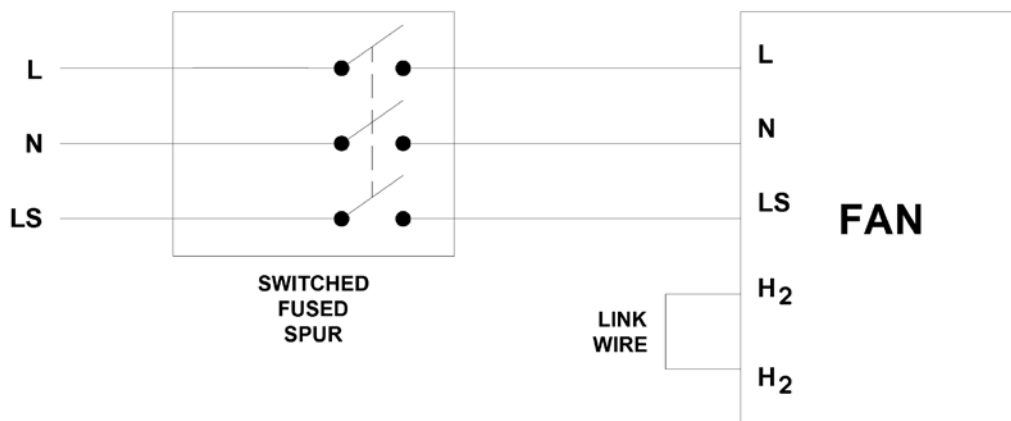 L
N
LS
SWITCHED
FUSED
SPUR
L
N
LS
FAN
H2
LINK
WIRE
H2